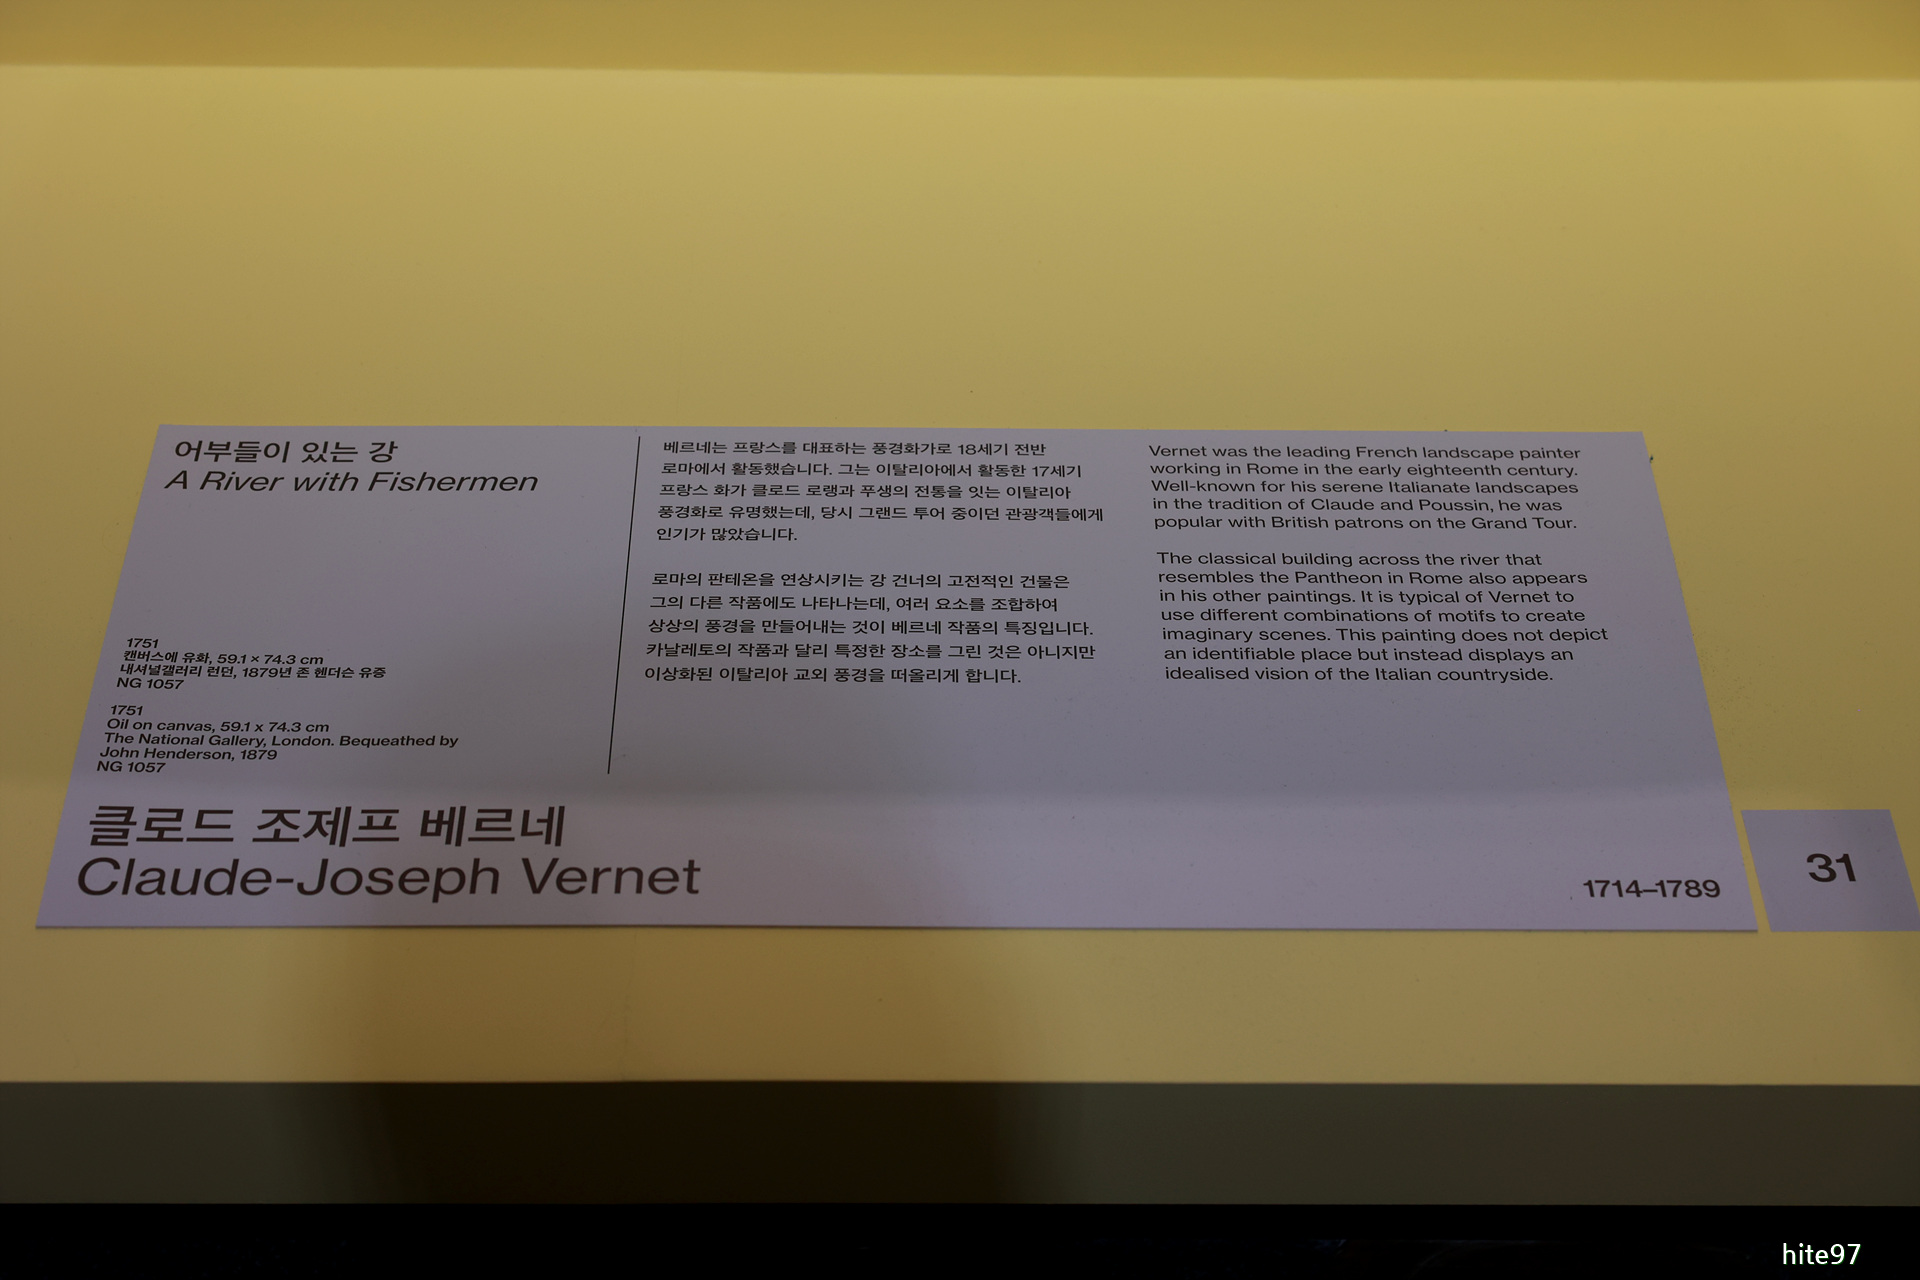 어부들이 있는 강
A River with Fishermen
1751
캔버스에 유화, 59.1 × 74.3 cm
내셔널갤러리 런던, 1879년 존 헨더슨 유증
NG 1057
1751
Oil on canvas, 59.1 x 74.3 cm
The National Gallery, London. Bequeathed by
John Henderson, 1879
NG 1057
베르네는 프랑스를 대표하는 풍경화가로 18세기 전반
로마에서 활동했습니다. 그는 이탈리아에서 활동한 17세기
프랑스 화가 클로드 로랭과 푸생의 전통을 잇는 이탈리아
풍경화로 유명했는데, 당시 그랜드 투어 중이던 관광객들에게
인기가 많았습니다.
로마의 판테온을 연상시키는 강 건너의 고전적인 건물은
그의 다른 작품에도 나타나는데, 여러 요소를 조합하여
상상의 풍경을 만들어내는 것이 베르네 작품의 특징입니다.
카날레토의 작품과 달리 특정한 장소를 그린 것은 아니지만
이상화된 이탈리아 교외 풍경을 떠올리게 합니다.
Vernet was the leading French landscape painter
working in Rome in the early eighteenth century.
Well-known for his serene Italianate landscapes
in the tradition of Claude and Poussin, he was
popular with British patrons on the Grand Tour.
The classical building across the river that
resembles the Pantheon in Rome also appears
in his other paintings. It is typical of Vernet to
use different combinations of motifs to create
imaginary scenes. This painting does not depict
an identifiable place but instead displays an
idealised vision of the Italian countryside.
클로드 조제프 베르네
Claude-Joseph Vernet
1714–1789
31
hite97